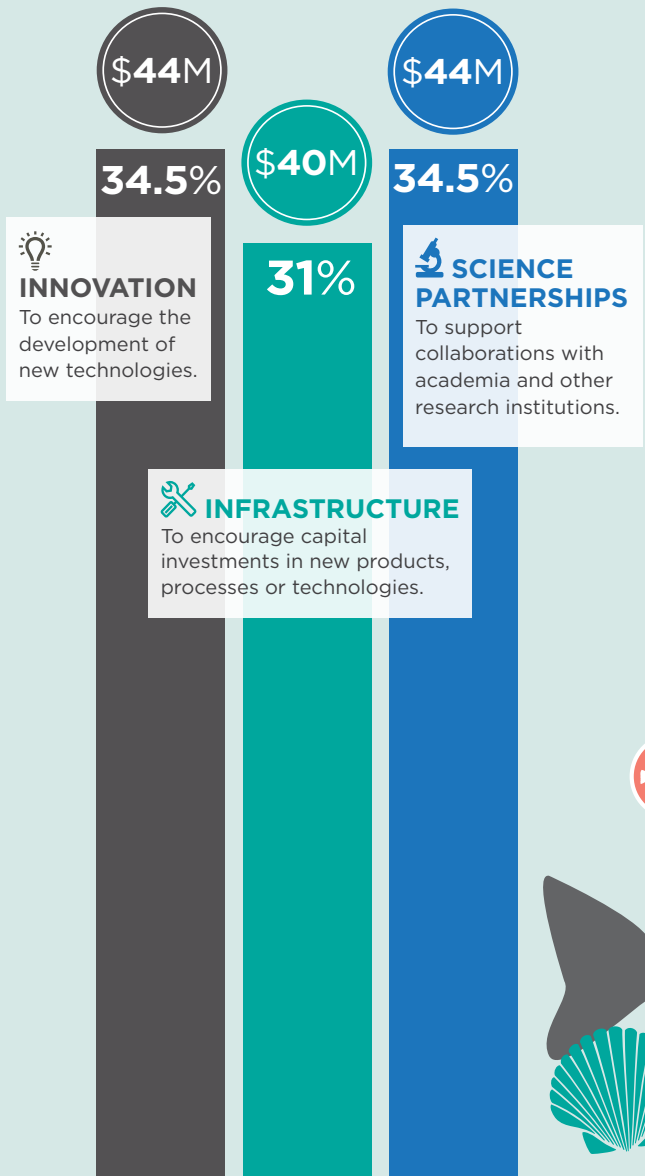 $44M
34.5%
INNOVATION
To encourage the
development of
new technologies.
$40M
31%
INFRASTRUCTURE
To encourage capital
investments in new products,
processes or technologies.
$44M
34.5%
SCIENCE
PARTNERSHIPS
To support
collaborations with
academia and other
research institutions.